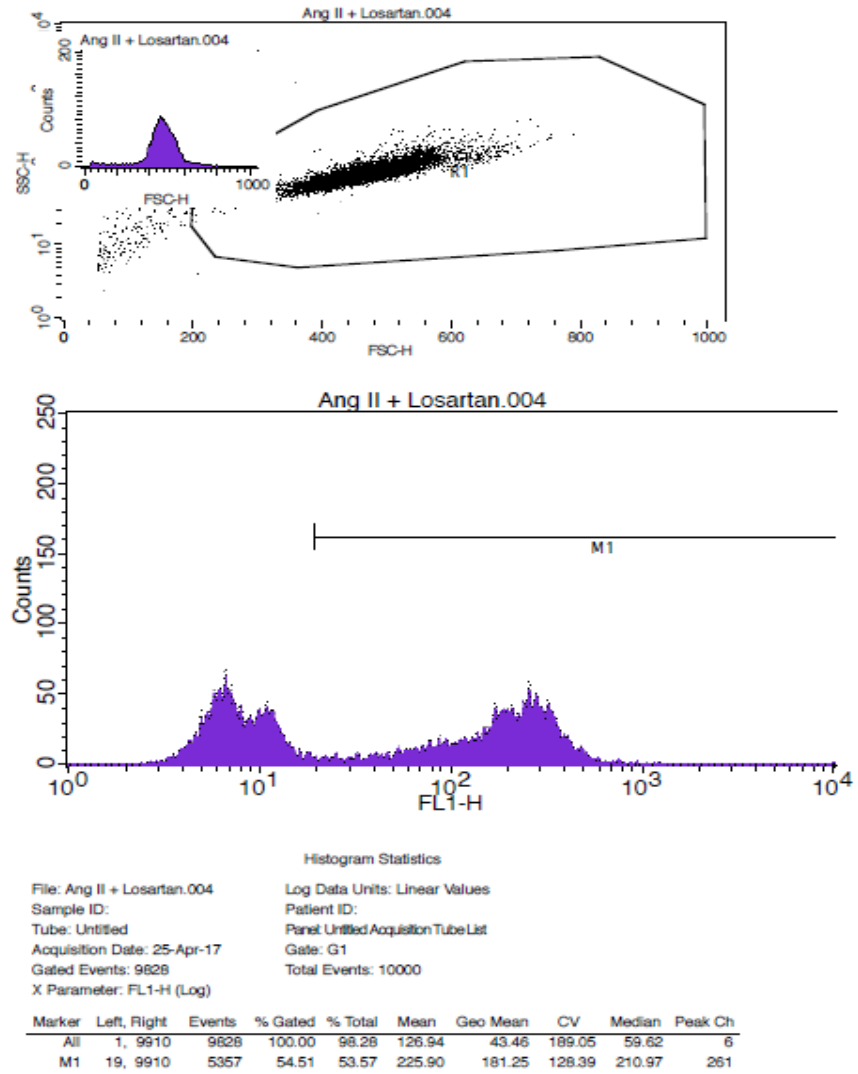 Ang II + Losartan.004
10^4
Ang II + Losartan.004
200
Counts
0
0
1000
FSC-H
SSC-H
R1
10^1
10^0
0
200
400
600
800
1000
FSC-H
Ang II + Losartan.004
250
200
150
100
50
0
Counts
M1
10^0
10^1
10^2
10^3
10^4
FL1-H
Histogram Statistics
File: Ang II + Losartan.004 Log Data Units: Linear Values
Sample ID: Patient ID:
Tube: Untitled Panel: Untitled Acquisition Tube List
Acquisition Date: 25-Apr-17 Gate: G1
Gated Events: 9828 Total Events: 10000
X Parameter: FL1-H (Log)
Marker Left, Right Events % Gated % Total Mean Geo Mean CV Median Peak Ch
All 1, 9910 9828 100.00 98.28 126.94 43.46 189.05 59.62 6
M1 19, 9910 5357 54.51 53.57 225.90 181.25 128.39 210.97 261